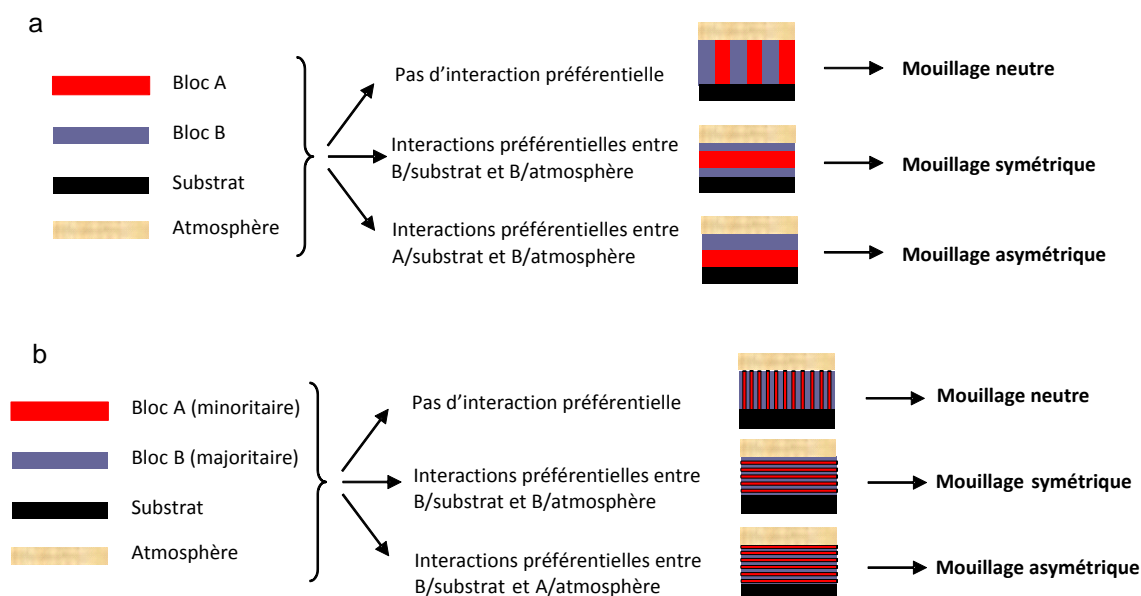 a
Bloc A
Bloc B
Substrat
Atmosphère
Pas d'interaction préférentielle
Mouillage neutre
Interactions préférentielles entre
B/substrat et B/atmosphère
Mouillage symétrique
Interactions préférentielles entre
A/substrat et B/atmosphère
Mouillage asymétrique
b
Bloc A (minoritaire)
Bloc B (majoritaire)
Substrat
Atmosphère
Pas d'interaction préférentielle
Mouillage neutre
Interactions préférentielles entre
B/substrat et B/atmosphère
Mouillage symétrique
Interactions préférentielles entre
B/substrat et A/atmosphère
Mouillage asymétrique